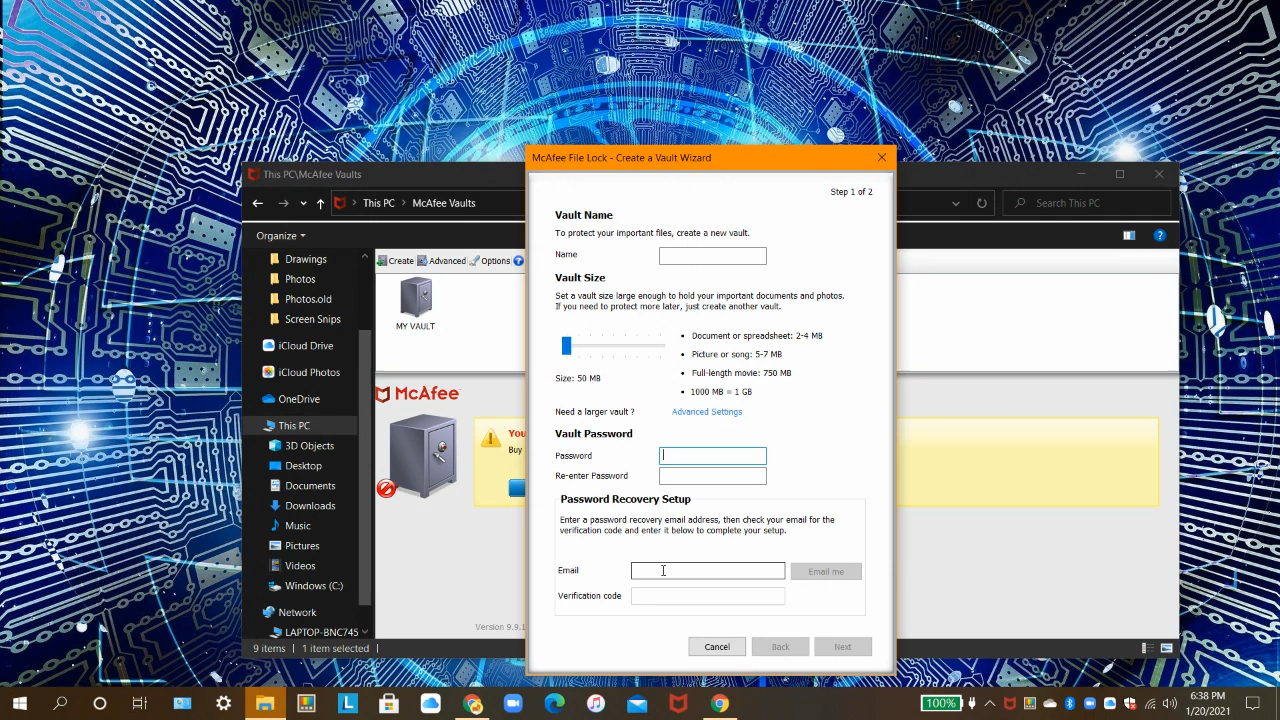 McAfee File Lock - Create a Vault Wizard
This PC\McAfee Vaults
Step 1 of 2
This PC
McAfee Vaults
Search This PC
Organize
Create
Advanced
Options
Drawings
Photos
Photos.old
Screen Snips
iCloud Drive
iCloud Photos
OneDrive
This PC
3D Objects
Desktop
Documents
Downloads
Music
Pictures
Videos
Windows (C:)
Network
LAPTOP-BNC745
MY VAULT
McAfee
You
Buy
Version 9.9.1
9 items
1 item selected
Vault Name
To protect your important files, create a new vault.
Name
Vault Size
Set a vault size large enough to hold your important documents and photos.
If you need to protect more later, just create another vault.
• Document or spreadsheet: 2-4 MB
• Picture or song: 5-7 MB
• Full-length movie: 750 MB
• 1000 MB = 1 GB
Size: 50 MB
Need a larger vault ? Advanced Settings
Vault Password
Password
Re-enter Password
Password Recovery Setup
Enter a password recovery email address, then check your email for the
verification code and enter it below to complete your setup.
Email
Email me
Verification code
Cancel
Back
Next
100%
6:38 PM
1/20/2021